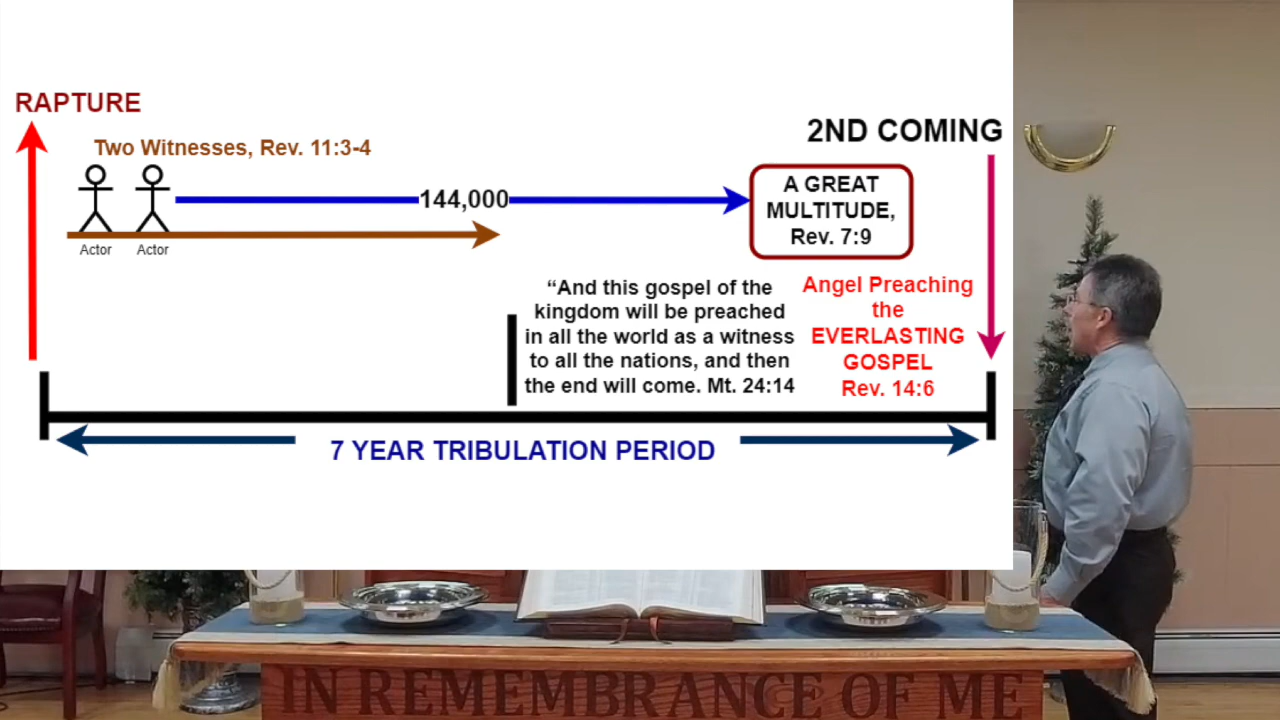 RAPTURE
2ND COMING
Two Witnesses, Rev. 11:3-4
144,000
A GREAT
MULTITUDE,
Rev. 7:9
Actor
Actor
“And this gospel of the
kingdom will be preached
in all the world as a witness
to all the nations, and then
the end will come. Mt. 24:14
Angel Preaching
the
EVERLASTING
GOSPEL
Rev. 14:6
7 YEAR TRIBULATION PERIOD
IN REMEMBRANCE OF ME